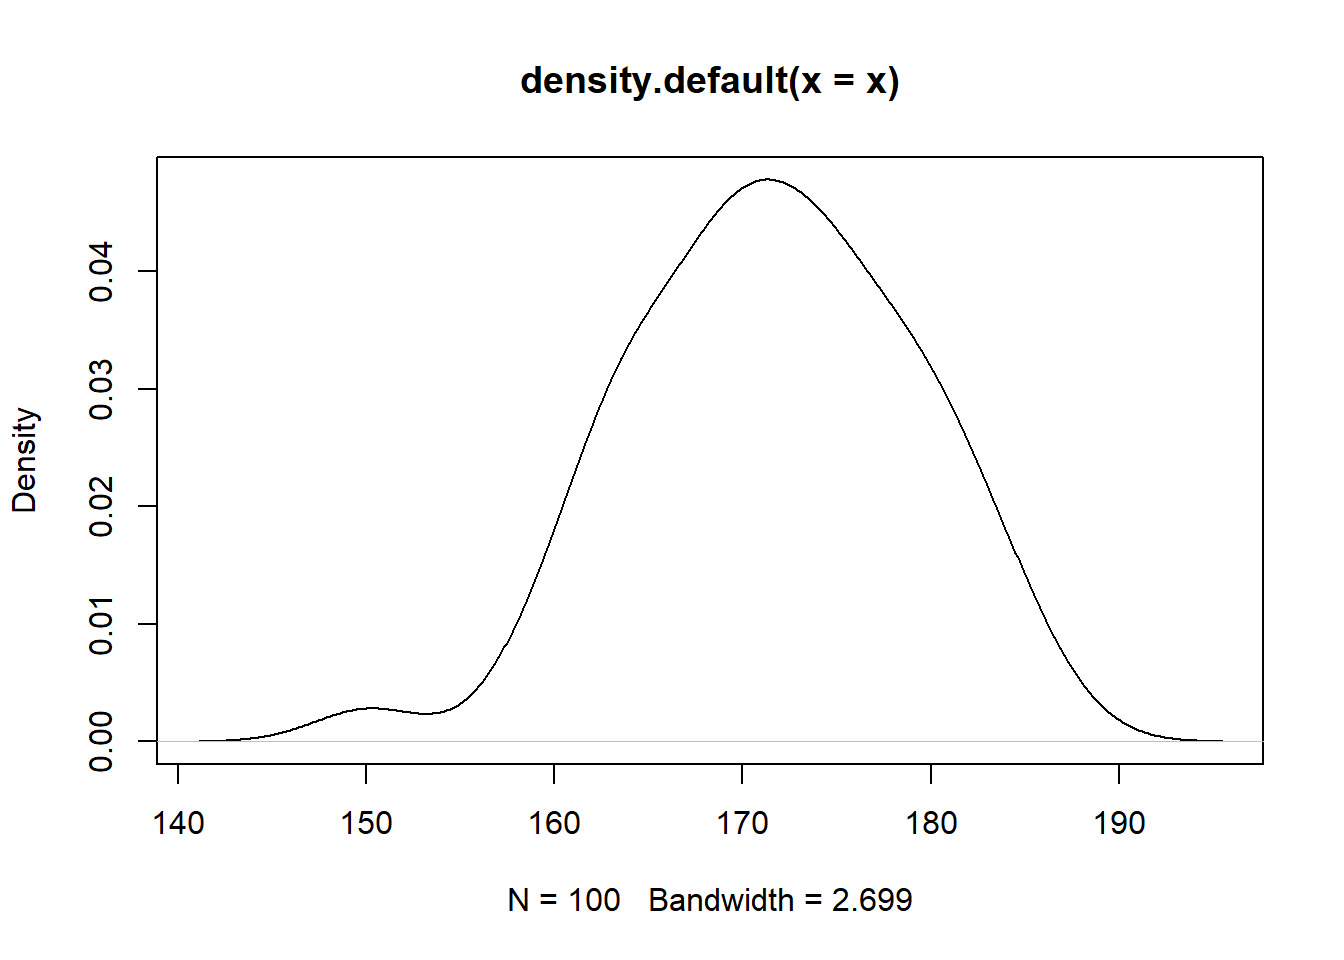 density.default(x = x)
Density
0.04
0.03
0.02
0.01
0.00
140 150 160 170 180 190
N = 100 Bandwidth = 2.699